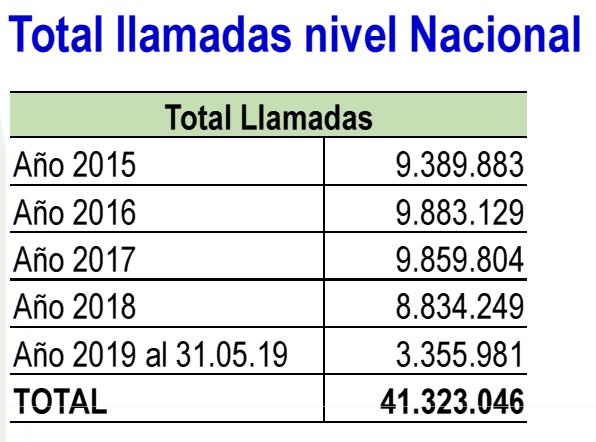 Total llamadas nivel Nacional
Total Llamadas
Año 2015 9.389.883
Año 2016 9.883.129
Año 2017 9.859.804
Año 2018 8.834.249
Año 2019 al 31.05.19 3.355.981
TOTAL 41.323.046